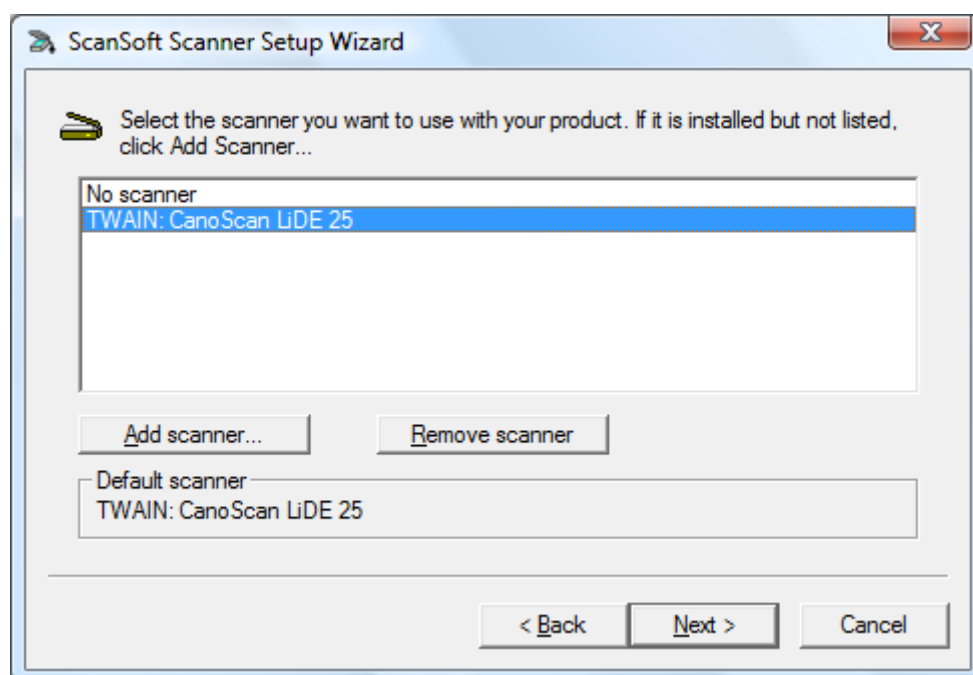 ScanSoft Scanner Setup Wizard
Select the scanner you want to use with your product. If it is installed but not listed,
click Add Scanner...
No scanner
TWAIN: CanoScan LiDE 25
Add scanner...
Remove scanner
Default scanner
TWAIN: CanoScan LiDE 25
< Back
Next >
Cancel